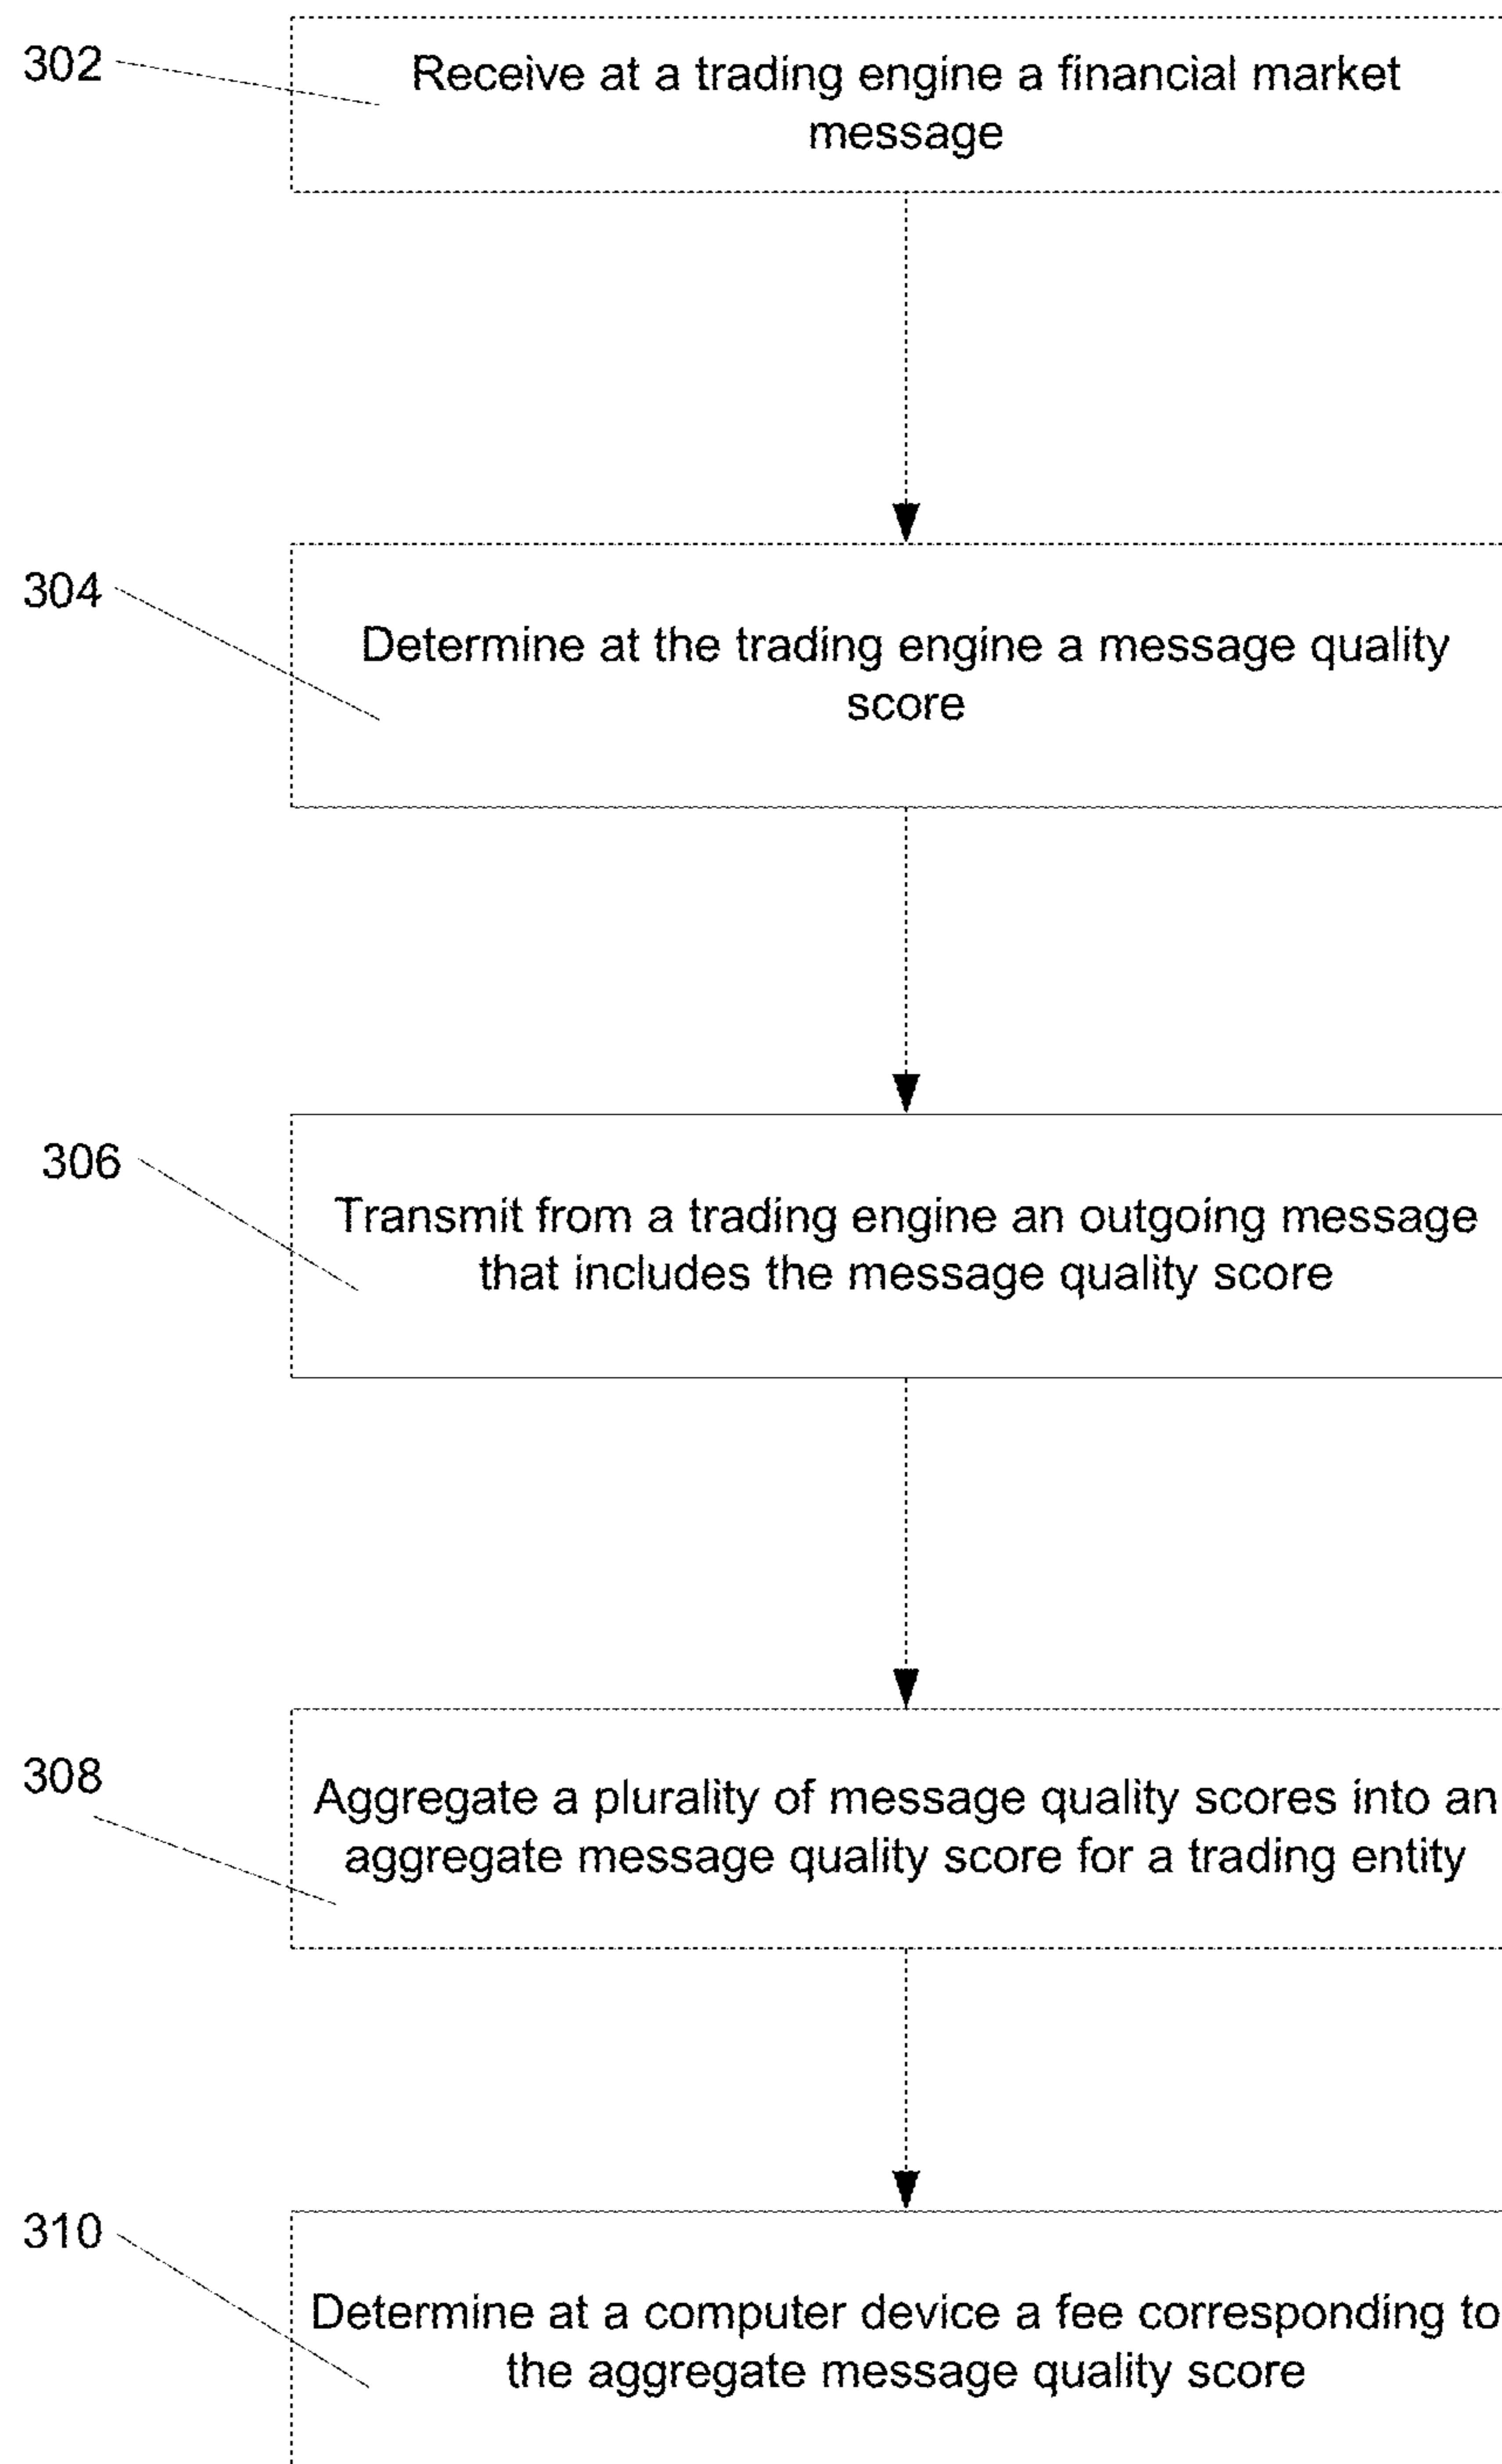 302
Receive at a trading engine a financial market
message
304
Determine at the trading engine a message quality
score
306
Transmit from a trading engine an outgoing message
that includes the message quality score
308
Aggregate a plurality of message quality scores into an
aggregate message quality score for a trading entity
310
Determine at a computer device a fee corresponding to
the aggregate message quality score